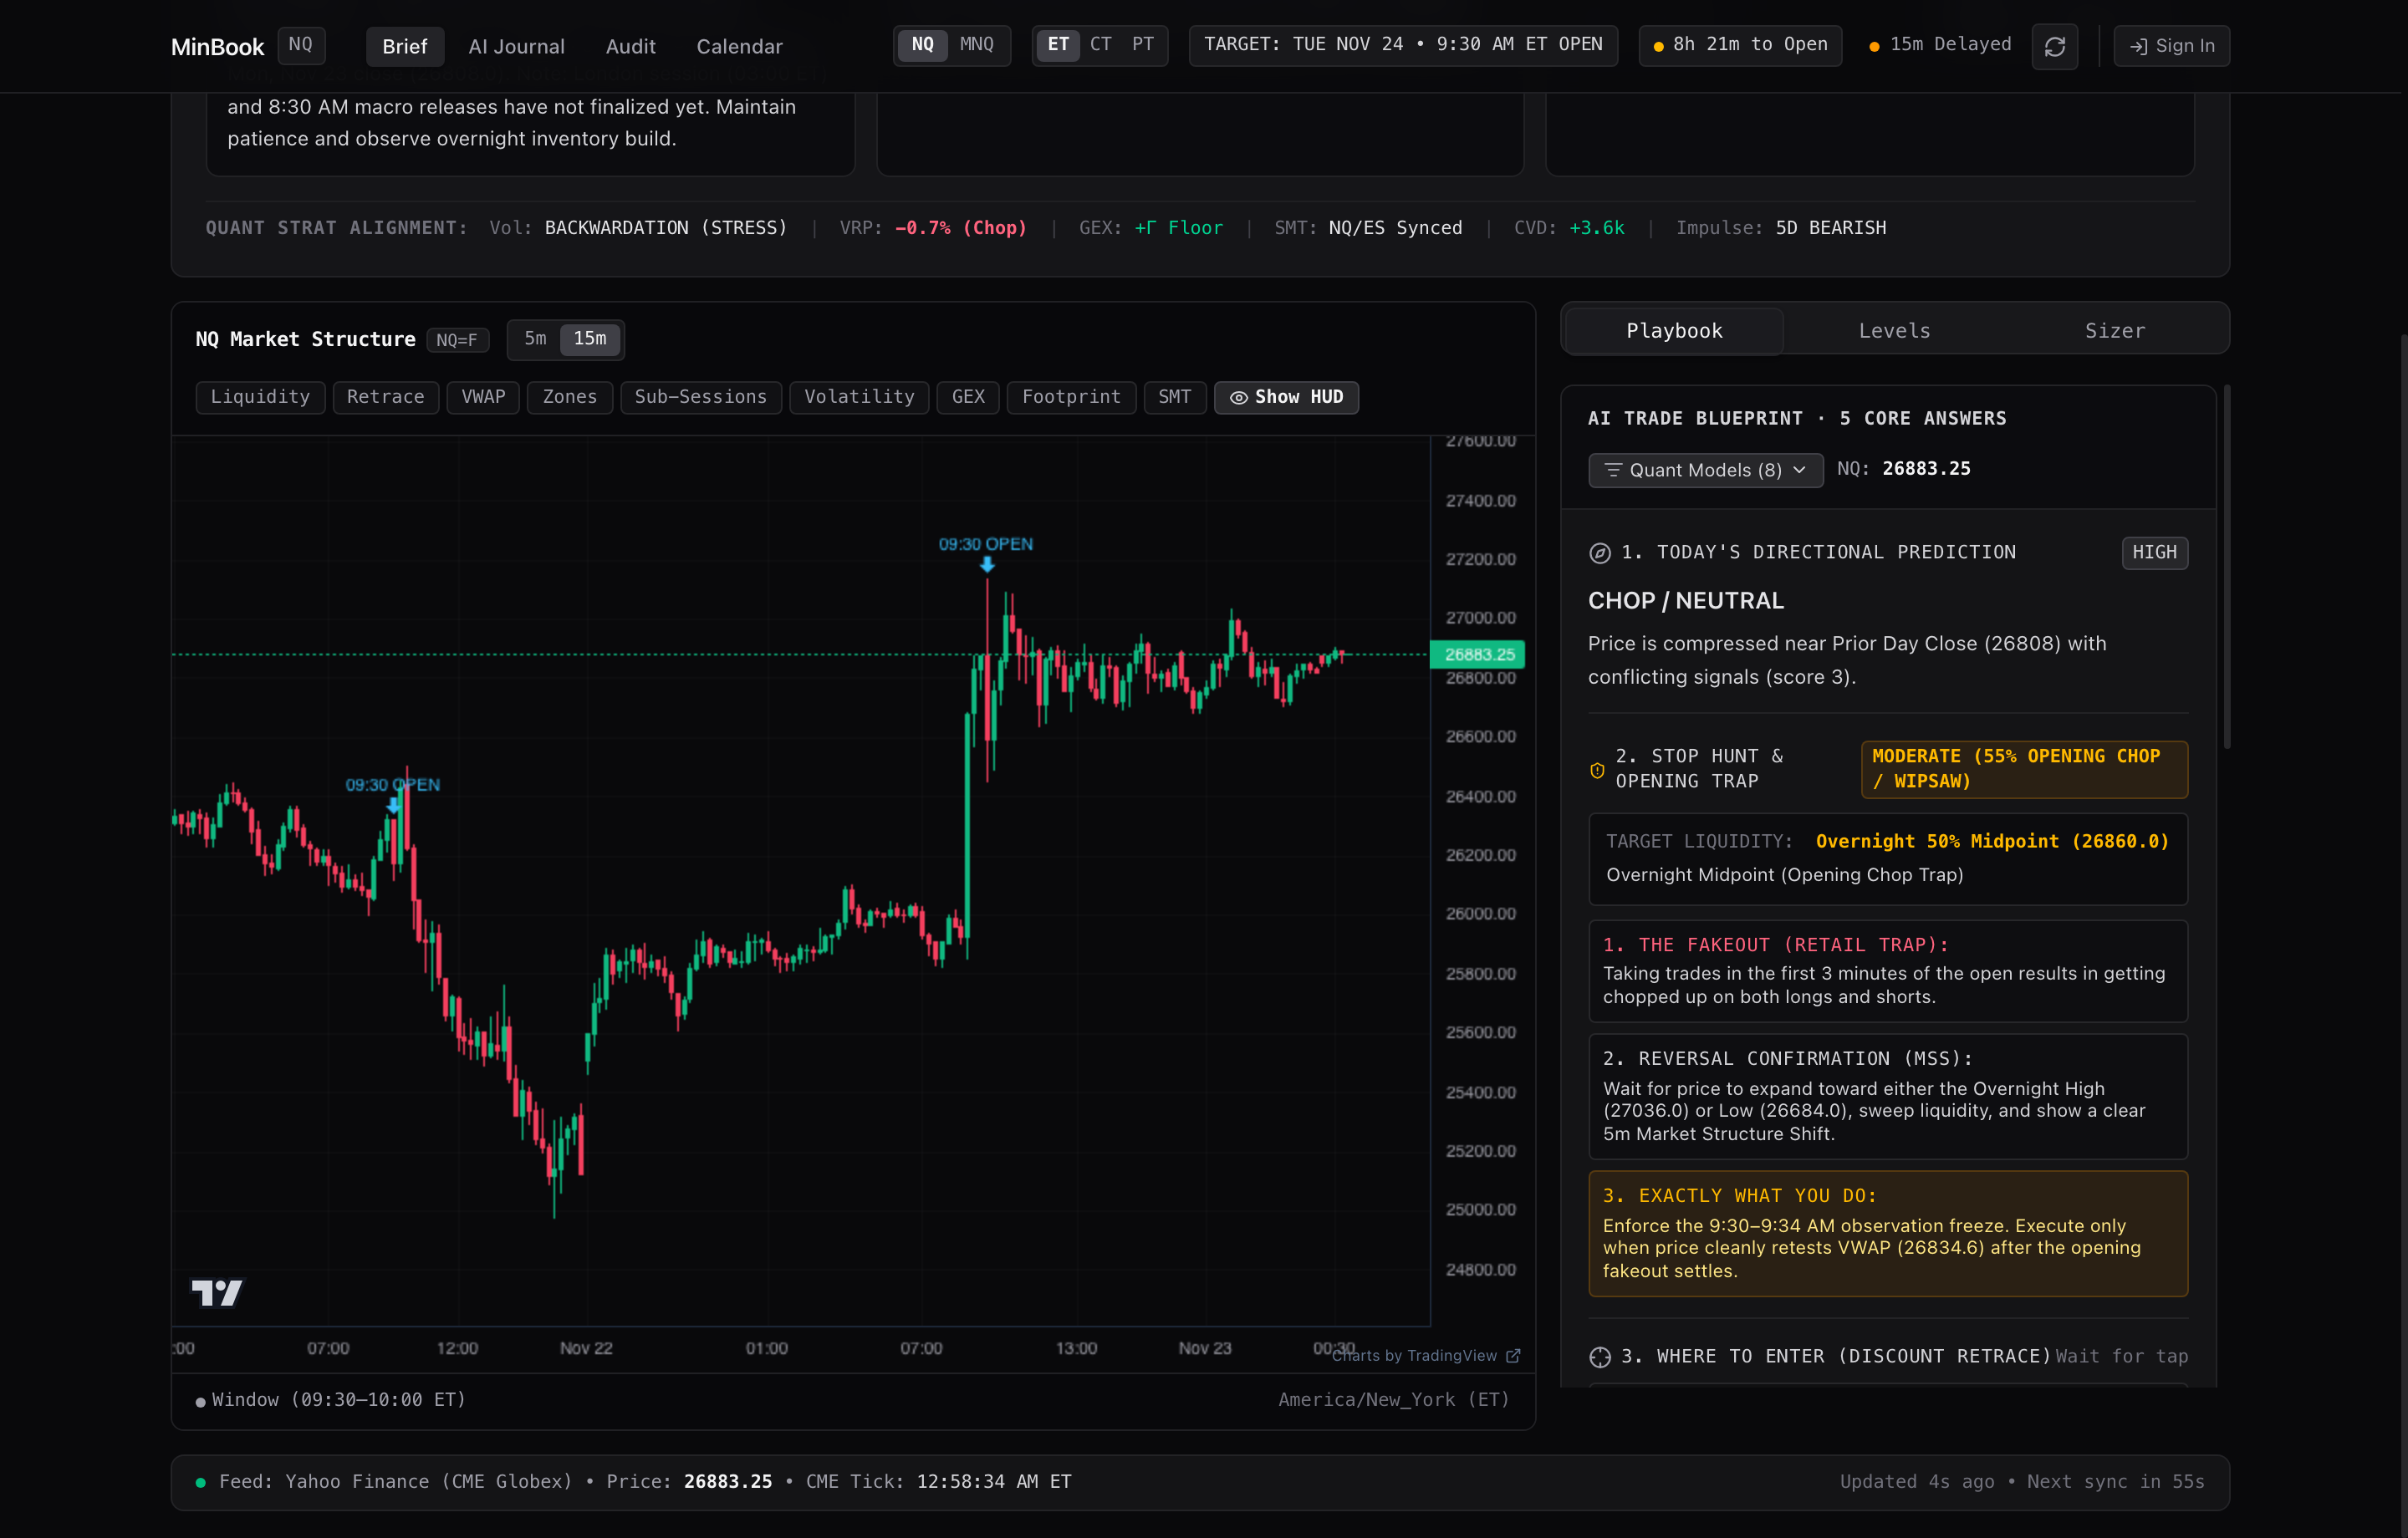 MinBook NQ Brief AI Journal Audit Calendar NQ MNQ ET CT PT TARGET: TUE NOV 24 • 9:30 AM ET OPEN 8h 21m to Open 15m Delayed Sign In
and 8:30 AM macro releases have not finalized yet. Maintain
patience and observe overnight inventory build.
QUANT STRAT ALIGNMENT: Vol: BACKWARDATION (STRESS) | VRP: −0.7% (Chop) | GEX: +Γ Floor | SMT: NQ/ES Synced | CVD: +3.6k | Impulse: 5D BEARISH
NQ Market Structure NQ=F 5m 15m
Liquidity Retrace VWAP Zones Sub-Sessions Volatility GEX Footprint SMT Show HUD
27600.00
27400.00
09:30 OPEN
27200.00
27000.00
26883.25
26800.00
26600.00
09:30 OPEN
26400.00
26200.00
26000.00
25800.00
25600.00
25400.00
25200.00
25000.00
24800.00
:00 07:00 12:00 Nov 22 01:00 07:00 13:00 Nov 23 00:30
Charts by TradingView
Window (09:30–10:00 ET) America/New_York (ET)
Playbook Levels Sizer
AI TRADE BLUEPRINT · 5 CORE ANSWERS
Quant Models (8) NQ: 26883.25
1. TODAY'S DIRECTIONAL PREDICTION HIGH
CHOP / NEUTRAL
Price is compressed near Prior Day Close (26808) with
conflicting signals (score 3).
2. STOP HUNT &
OPENING TRAP
MODERATE (55% OPENING CHOP
/ WIPSAW)
TARGET LIQUIDITY: Overnight 50% Midpoint (26860.0)
Overnight Midpoint (Opening Chop Trap)
1. THE FAKEOUT (RETAIL TRAP):
Taking trades in the first 3 minutes of the open results in getting
chopped up on both longs and shorts.
2. REVERSAL CONFIRMATION (MSS):
Wait for price to expand toward either the Overnight High
(27036.0) or Low (26684.0), sweep liquidity, and show a clear
5m Market Structure Shift.
3. EXACTLY WHAT YOU DO:
Enforce the 9:30–9:34 AM observation freeze. Execute only
when price cleanly retests VWAP (26834.6) after the opening
fakeout settles.
3. WHERE TO ENTER (DISCOUNT RETRACE) Wait for tap
Feed: Yahoo Finance (CME Globex) • Price: 26883.25 • CME Tick: 12:58:34 AM ET Updated 4s ago • Next sync in 55s